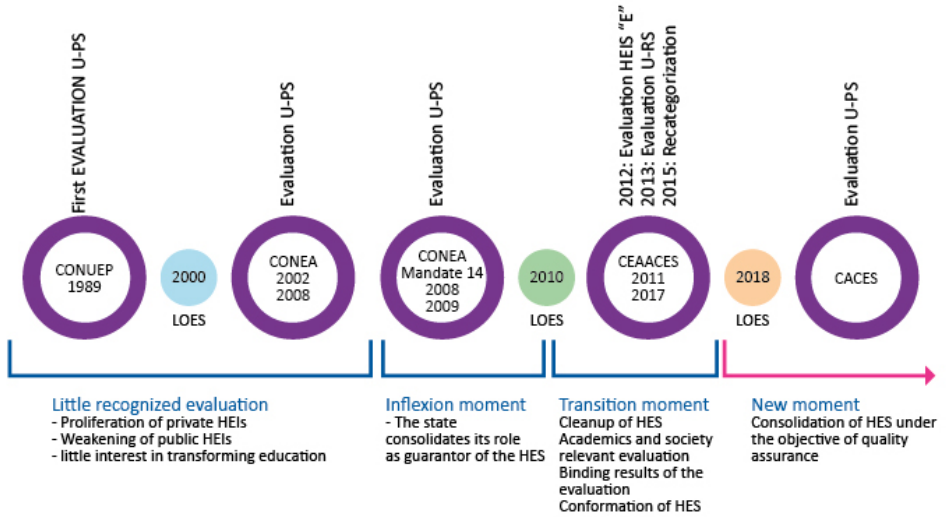 First EVALUATION U-PS
Evaluation U-PS
Evaluation U-PS
2012: Evaluation HEIS "E"
2013: Evaluation U-RS
2015: Recategorization
Evaluation U-PS
CONUEP
1989
2000
LOES
CONEA
2002
2008
CONEA
Mandate 14
2008
2009
2010
LOES
CEAACES
2011
2017
2018
LOES
CACES
Little recognized evaluation
- Proliferation of private HEIs
- Weakening of public HEIs
- little interest in transforming education
Inflexion moment
- The state
consolidates its role
as guarantor of the HES
Transition moment
Cleanup of HES
Academics and society
relevant evaluation
Binding results of the
evaluation
Conformation of HES
New moment
Consolidation of HES under
the objective of quality
assurance